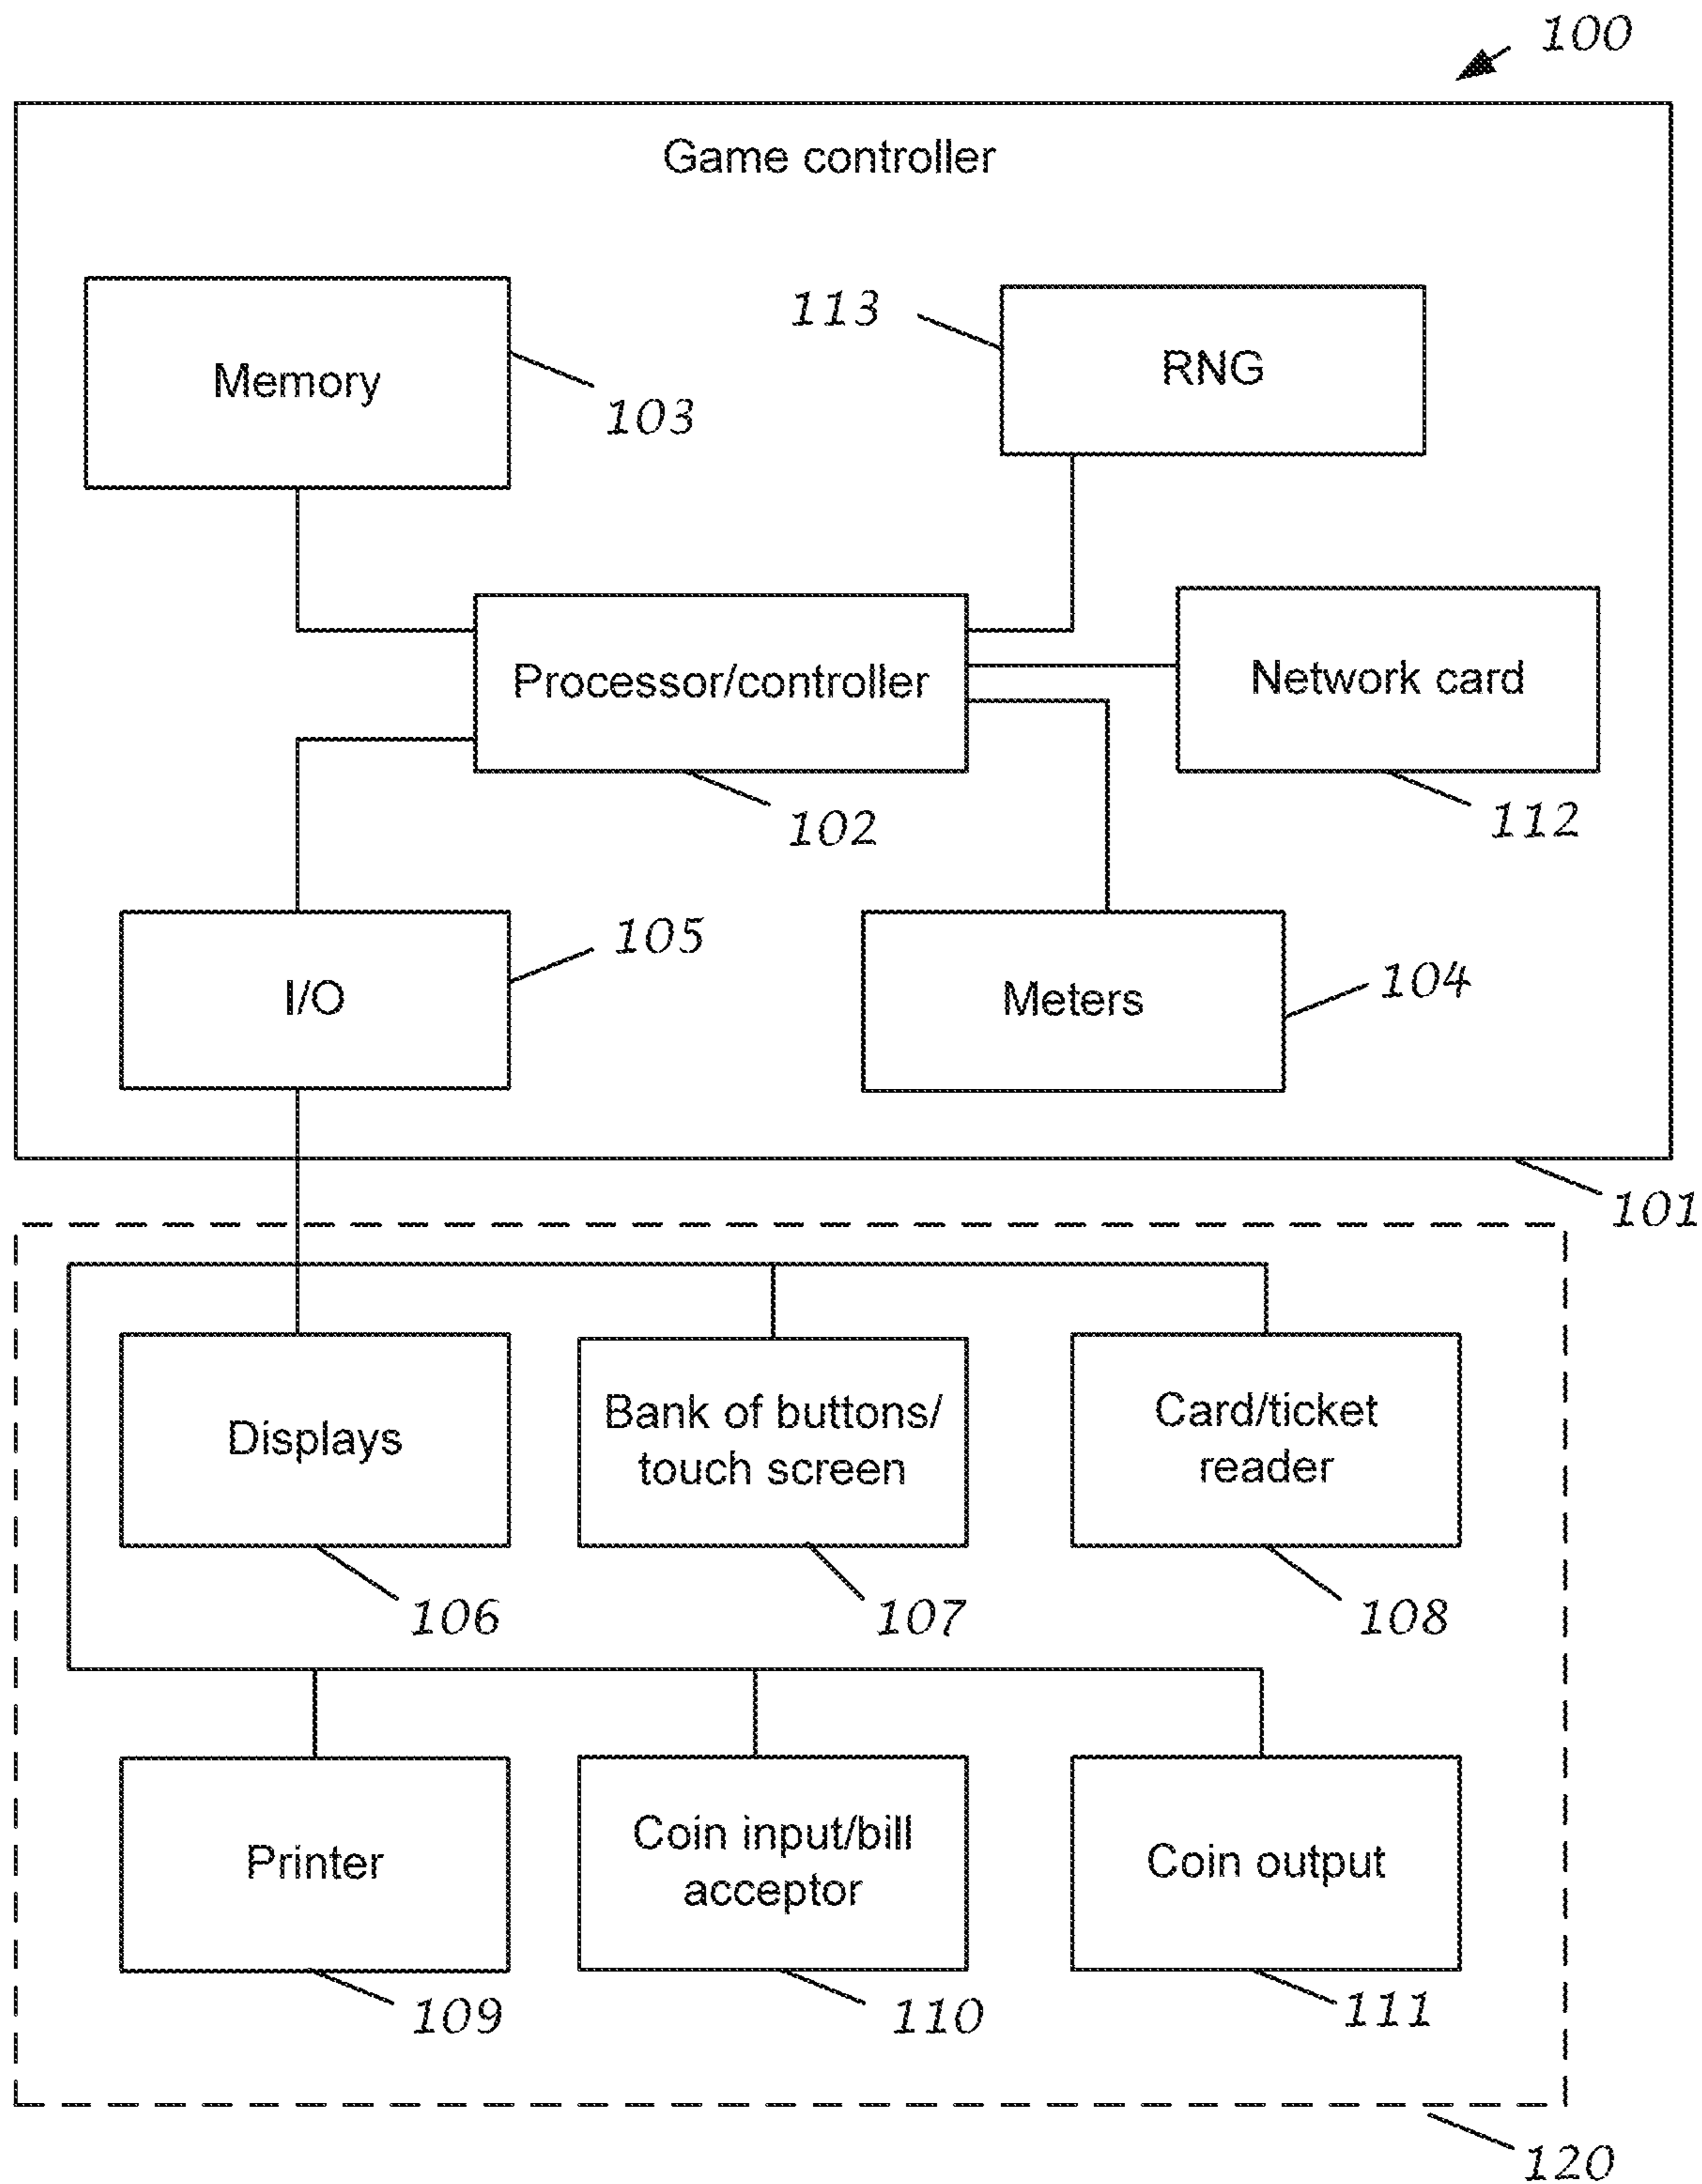 100
Game controller
Memory
103
113
RNG
Processor/controller
102
Network card
112
I/O
105
Meters
104
101
Displays
106
Bank of buttons/
touch screen
107
Card/ticket
reader
108
Printer
109
Coin input/bill
acceptor
110
Coin output
111
120